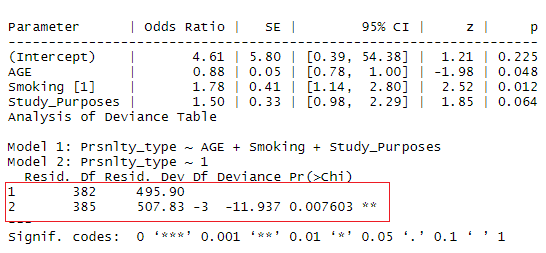 Parameter | Odds Ratio | SE | 95% CI | z | p
--------------------------------------------------------------------
(Intercept) | 4.61 | 5.80 | [0.39, 54.38] | 1.21 | 0.225
AGE | 0.88 | 0.05 | [0.78, 1.00] | -1.98 | 0.048
Smoking [1] | 1.78 | 0.41 | [1.14, 2.80] | 2.52 | 0.012
Study_Purposes | 1.50 | 0.33 | [0.98, 2.29] | 1.85 | 0.064
Analysis of Deviance Table
Model 1: Prsnlty_type ~ AGE + Smoking + Study_Purposes
Model 2: Prsnlty_type ~ 1
Resid. Df Resid. Dev Df Deviance Pr(>Chi)
1 382 495.90
2 385 507.83 -3 -11.937 0.007603 **
---
Signif. codes: 0 ‘***’ 0.001 ‘**’ 0.01 ‘*’ 0.05 ‘.’ 0.1 ‘ ’ 1